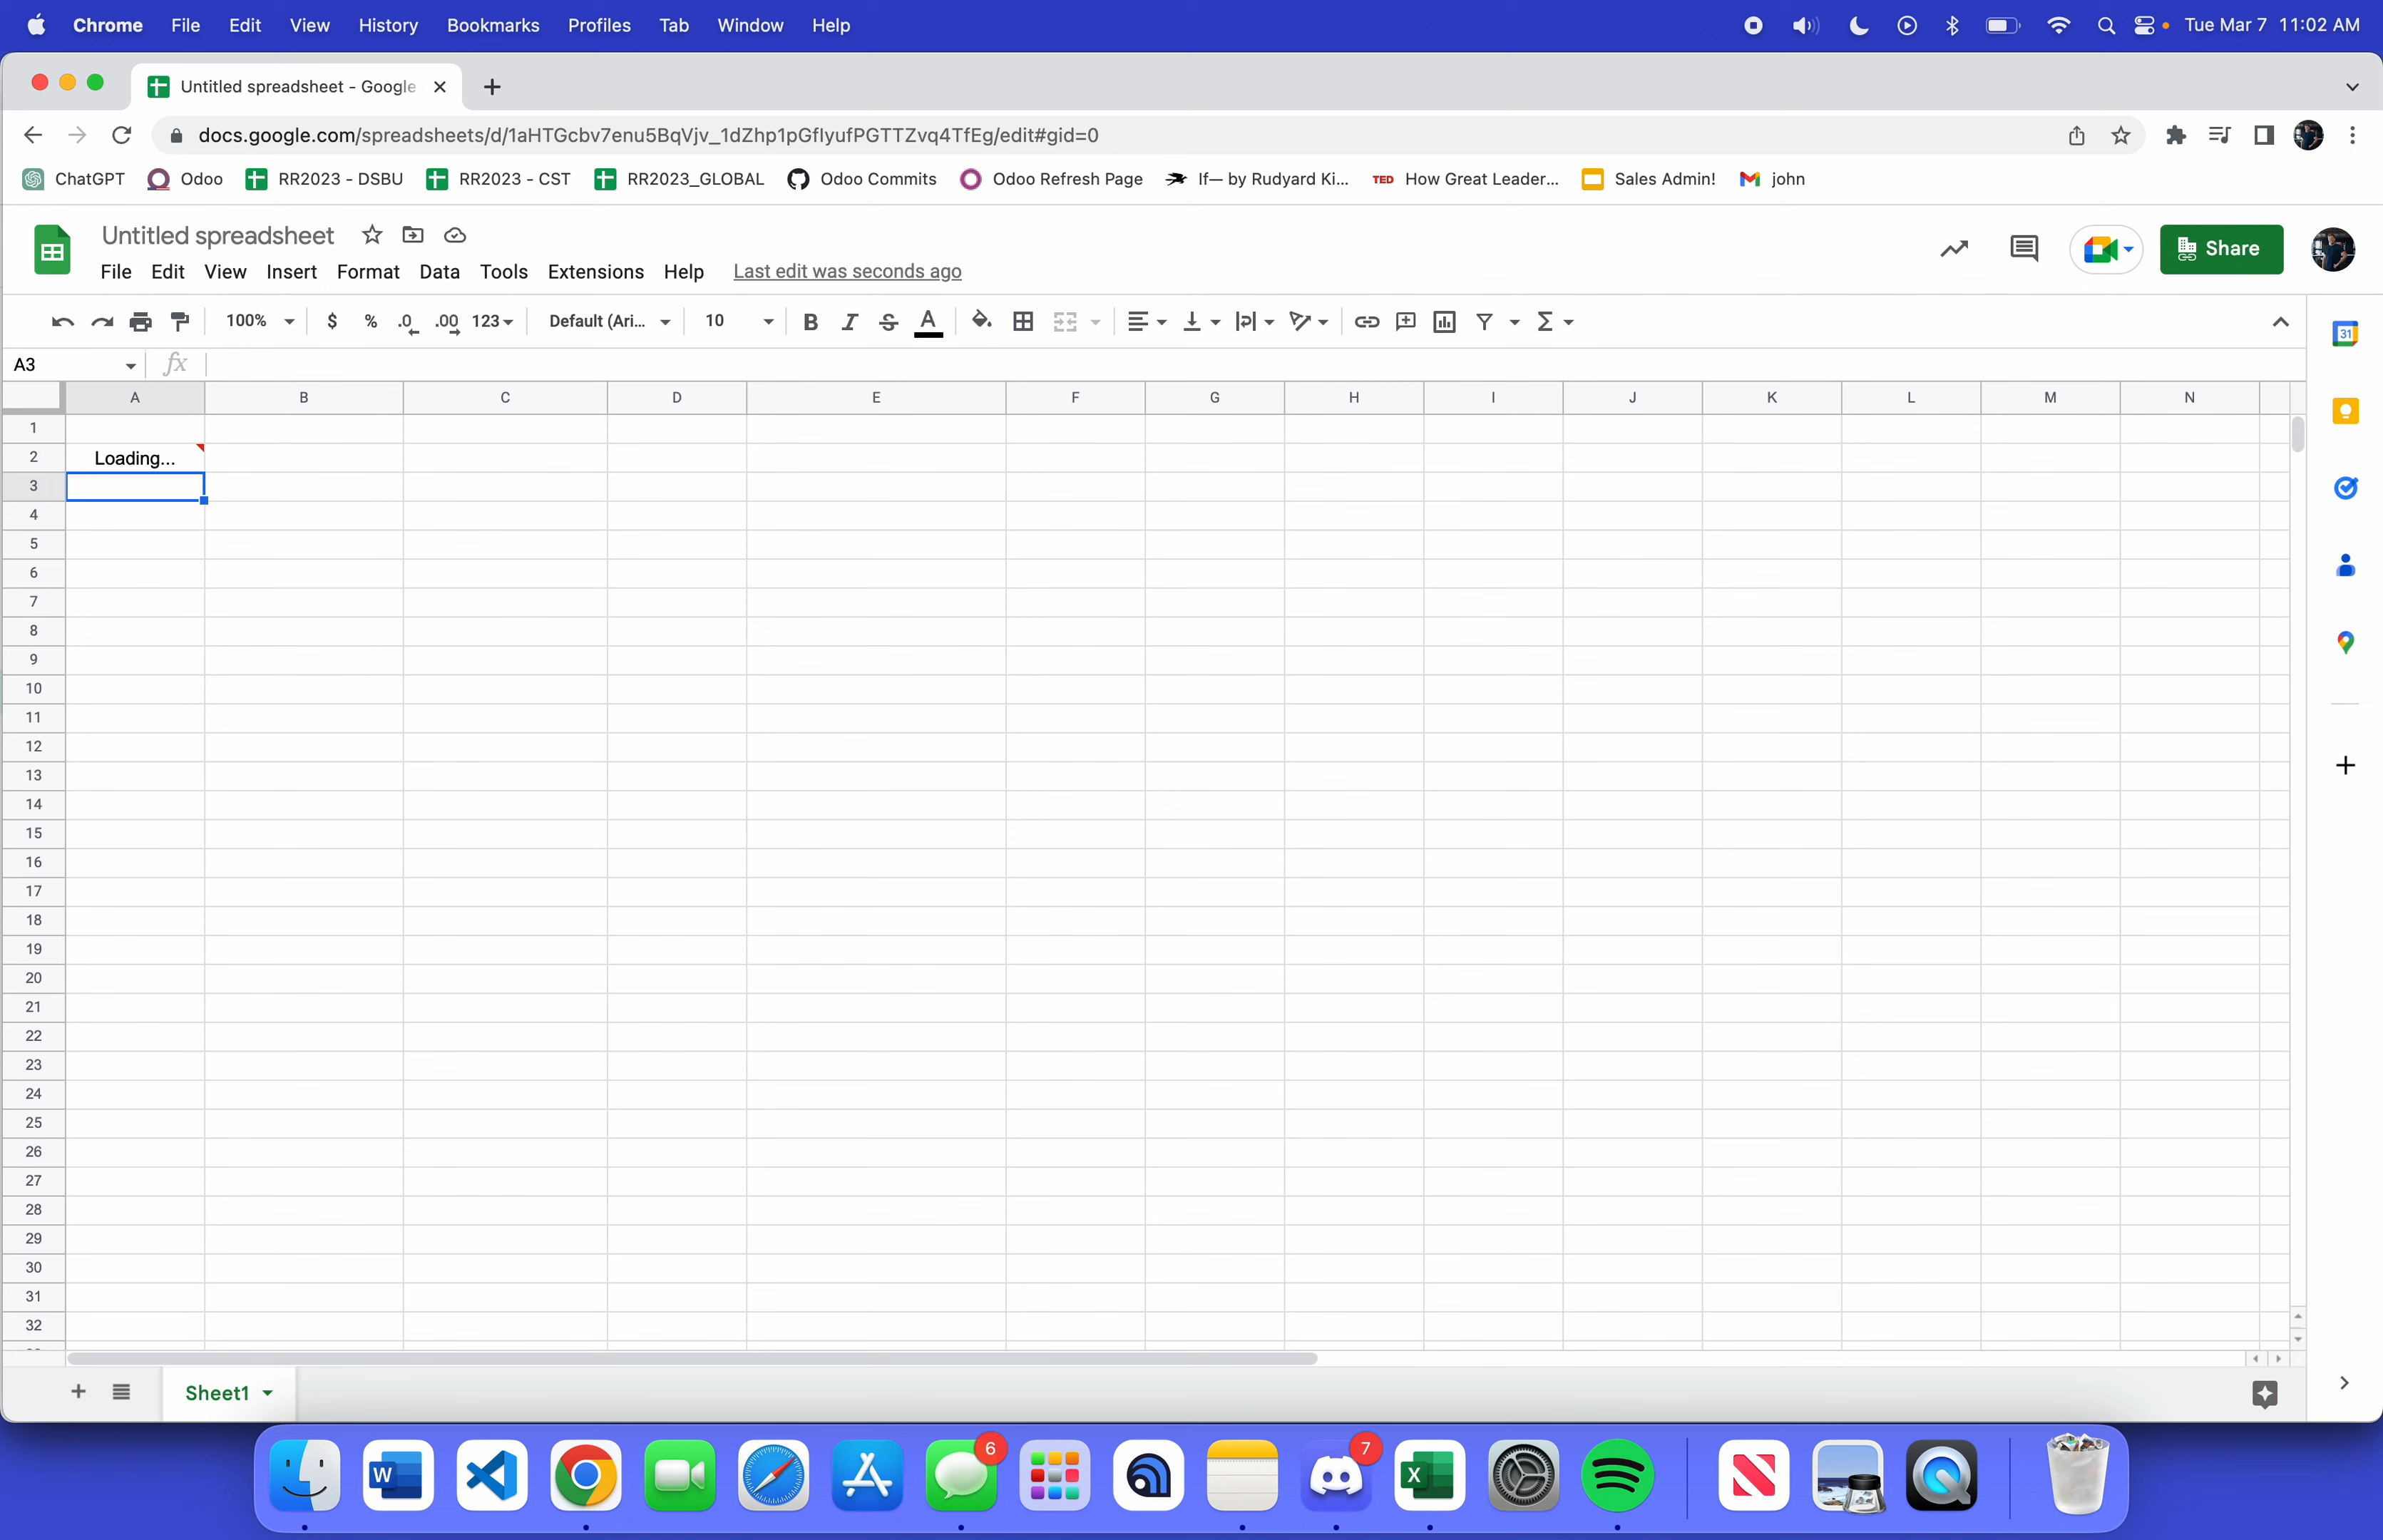 Chrome File Edit View History Bookmarks Profiles Tab Window Help Tue Mar 7 11:02 AM
Untitled spreadsheet - Google
docs.google.com/spreadsheets/d/1aHTGcbv7enu5BqVjv_1dZhp1pGflyufPGTTZvq4TfEg/edit#gid=0
ChatGPT Odoo RR2023 - DSBU RR2023 - CST RR2023_GLOBAL Odoo Commits Odoo Refresh Page If— by Rudyard Ki... TED How Great Leader... Sales Admin! john
Untitled spreadsheet
File Edit View Insert Format Data Tools Extensions Help Last edit was seconds ago
Share
100% $ % .0 .00 123 Default (Ari... 10 B I S A Σ
31
A3 fx
A B C D E F G H I J K L M N
1
2 Loading...
3
4
5
6
7
8
9
10
11
12
13
14
15
16
17
18
19
20
21
22
23
24
25
26
27
28
29
30
31
32
Sheet1
W 6 7 X